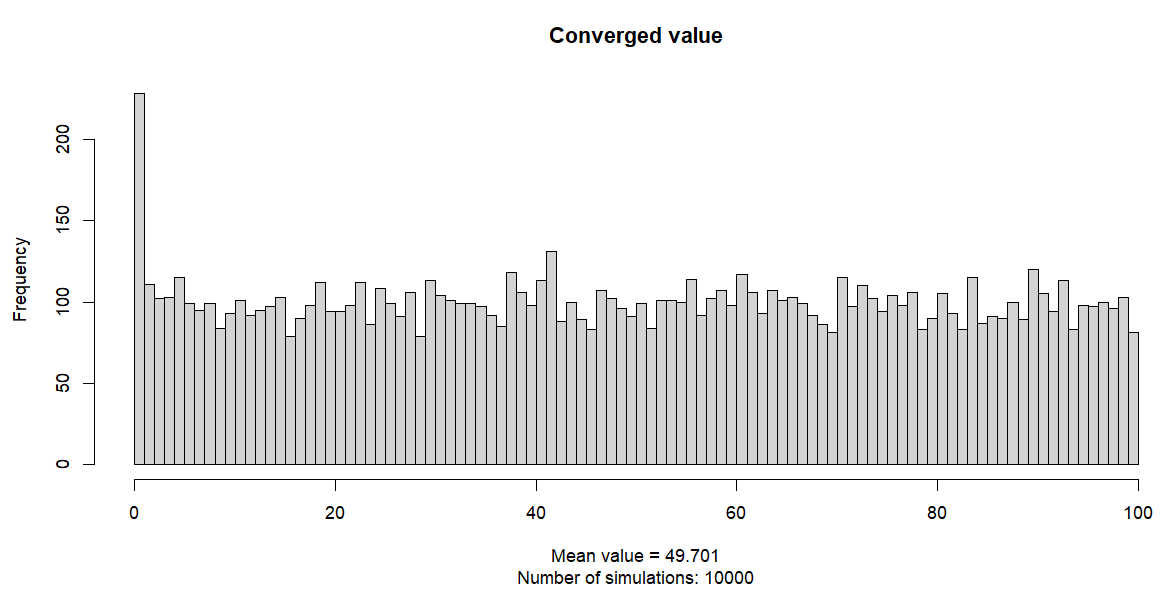 Converged value
Frequency
200
150
100
50
0
0 20 40 60 80 100
Mean value = 49.701
Number of simulations: 10000